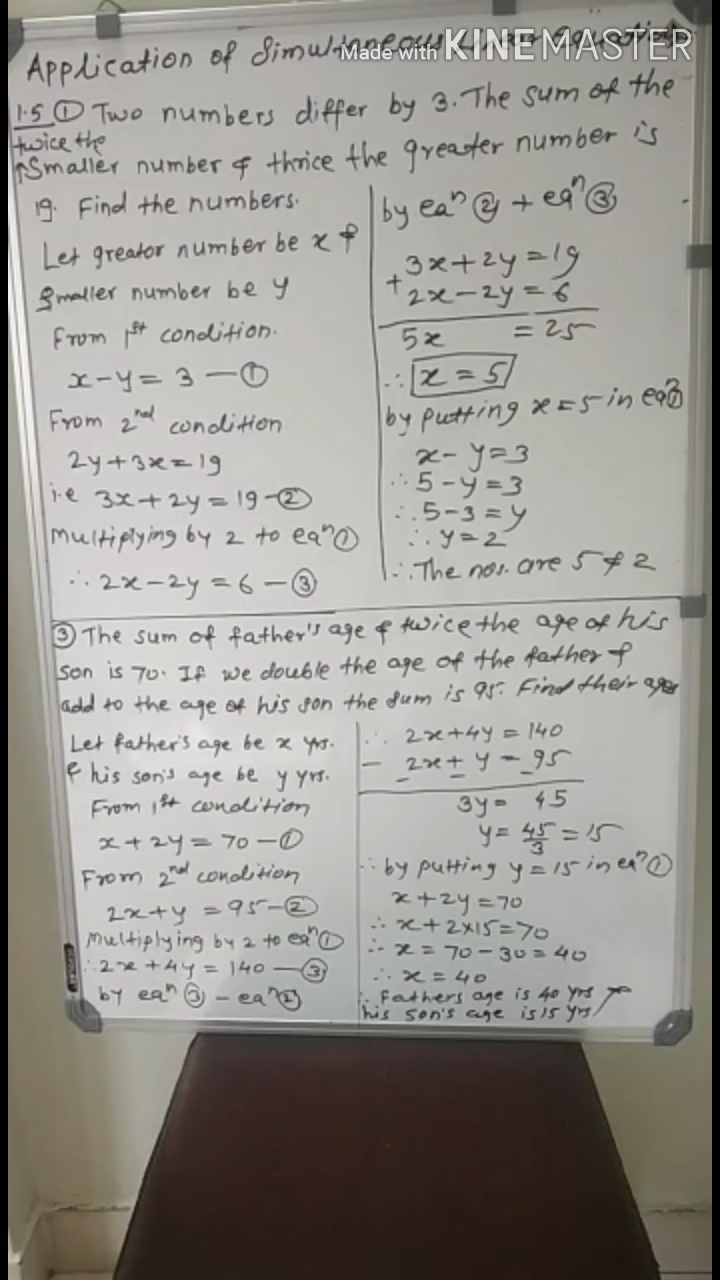 Application of Simultaneous Linear Equations
Made with KINEMASTER
1.5 ① Two numbers differ by 3. The sum of the
twice the
↑Smaller number & thrice the greater number is
19. Find the numbers.
Let greator number be x &
smaller number be y
From 1st condition.
x - y = 3 — ①
From 2nd condition
2y + 3x = 19
i.e 3x + 2y = 19 - ②
Multiplying by 2 to eqⁿ ①
∴ 2x - 2y = 6 — ③
by eqⁿ ② + eqⁿ ③
3x + 2y = 19
+ 2x - 2y = 6
5x = 25
∴ x = 5
by putting x = 5 in eqⁿ ①
x - y = 3
∴ 5 - y = 3
∴ 5 - 3 = y
∴ y = 2
∴ The nos. are 5 & 2
③ The sum of father's age & twice the age of his
son is 70. If we double the age of the father &
add to the age of his son the sum is 95. Find their ages
Let father's age be x yrs.
& his son's age be y yrs.
From 1st condition
x + 2y = 70 — ①
From 2nd condition
2x + y = 95 - ②
Multiplying by 2 to eqⁿ ①
∴ 2x + 4y = 140 — ③
by eqⁿ ③ - eqⁿ ②
∴ 2x + 4y = 140
- 2x + y = 95
- - -
3y = 45
y = 45/3 = 15
∴ by putting y = 15 in eqⁿ ①
x + 2y = 70
∴ x + 2×15 = 70
∴ x = 70 - 30 = 40
∴ x = 40
∴ Fathers age is 40 yrs &
his son's age is 15 yrs